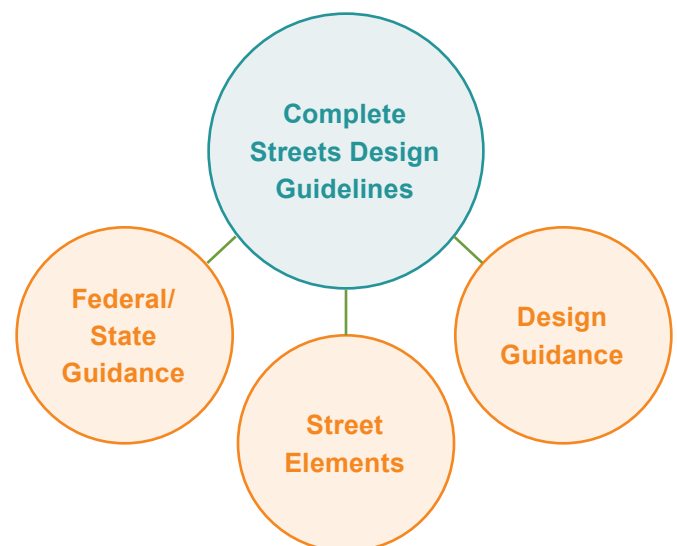 Complete
Streets Design
Guidelines
Federal/
State
Guidance
Street
Elements
Design
Guidance